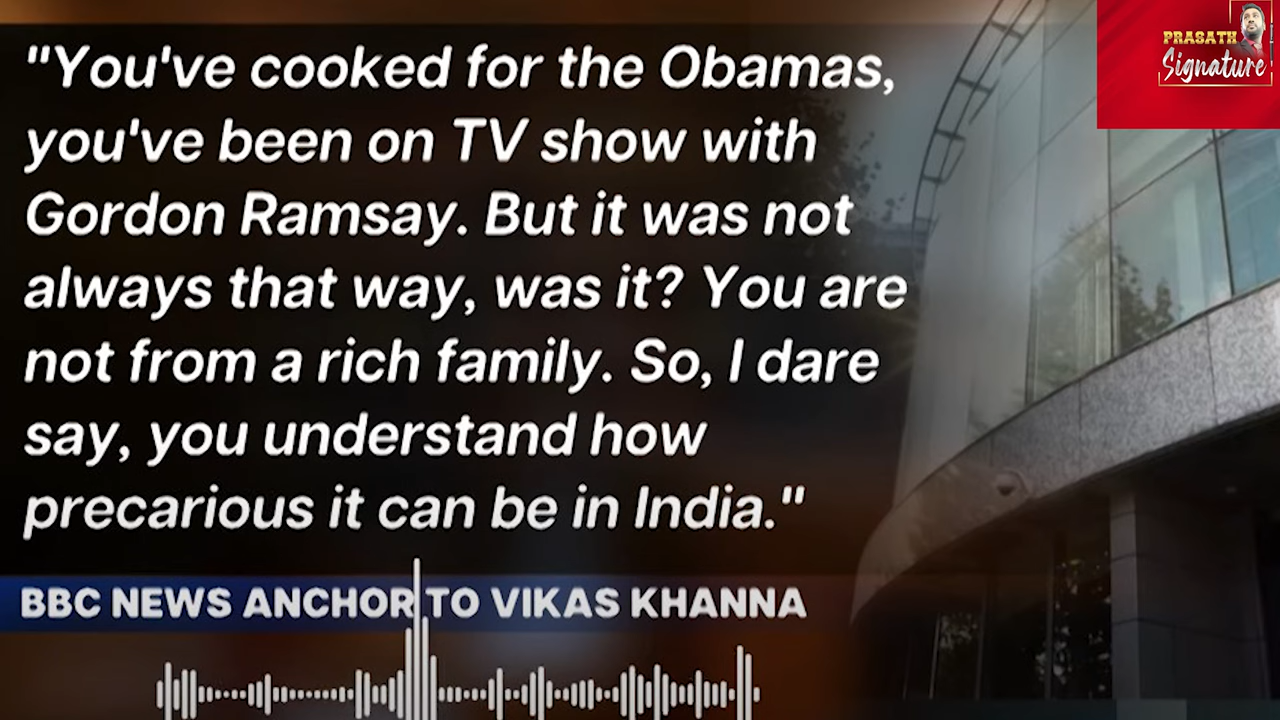 "You've cooked for the Obamas,
you've been on TV show with
Gordon Ramsay. But it was not
always that way, was it? You are
not from a rich family. So, I dare
say, you understand how
precarious it can be in India."
BBC NEWS ANCHOR TO VIKAS KHANNA
PRASATH
Signature